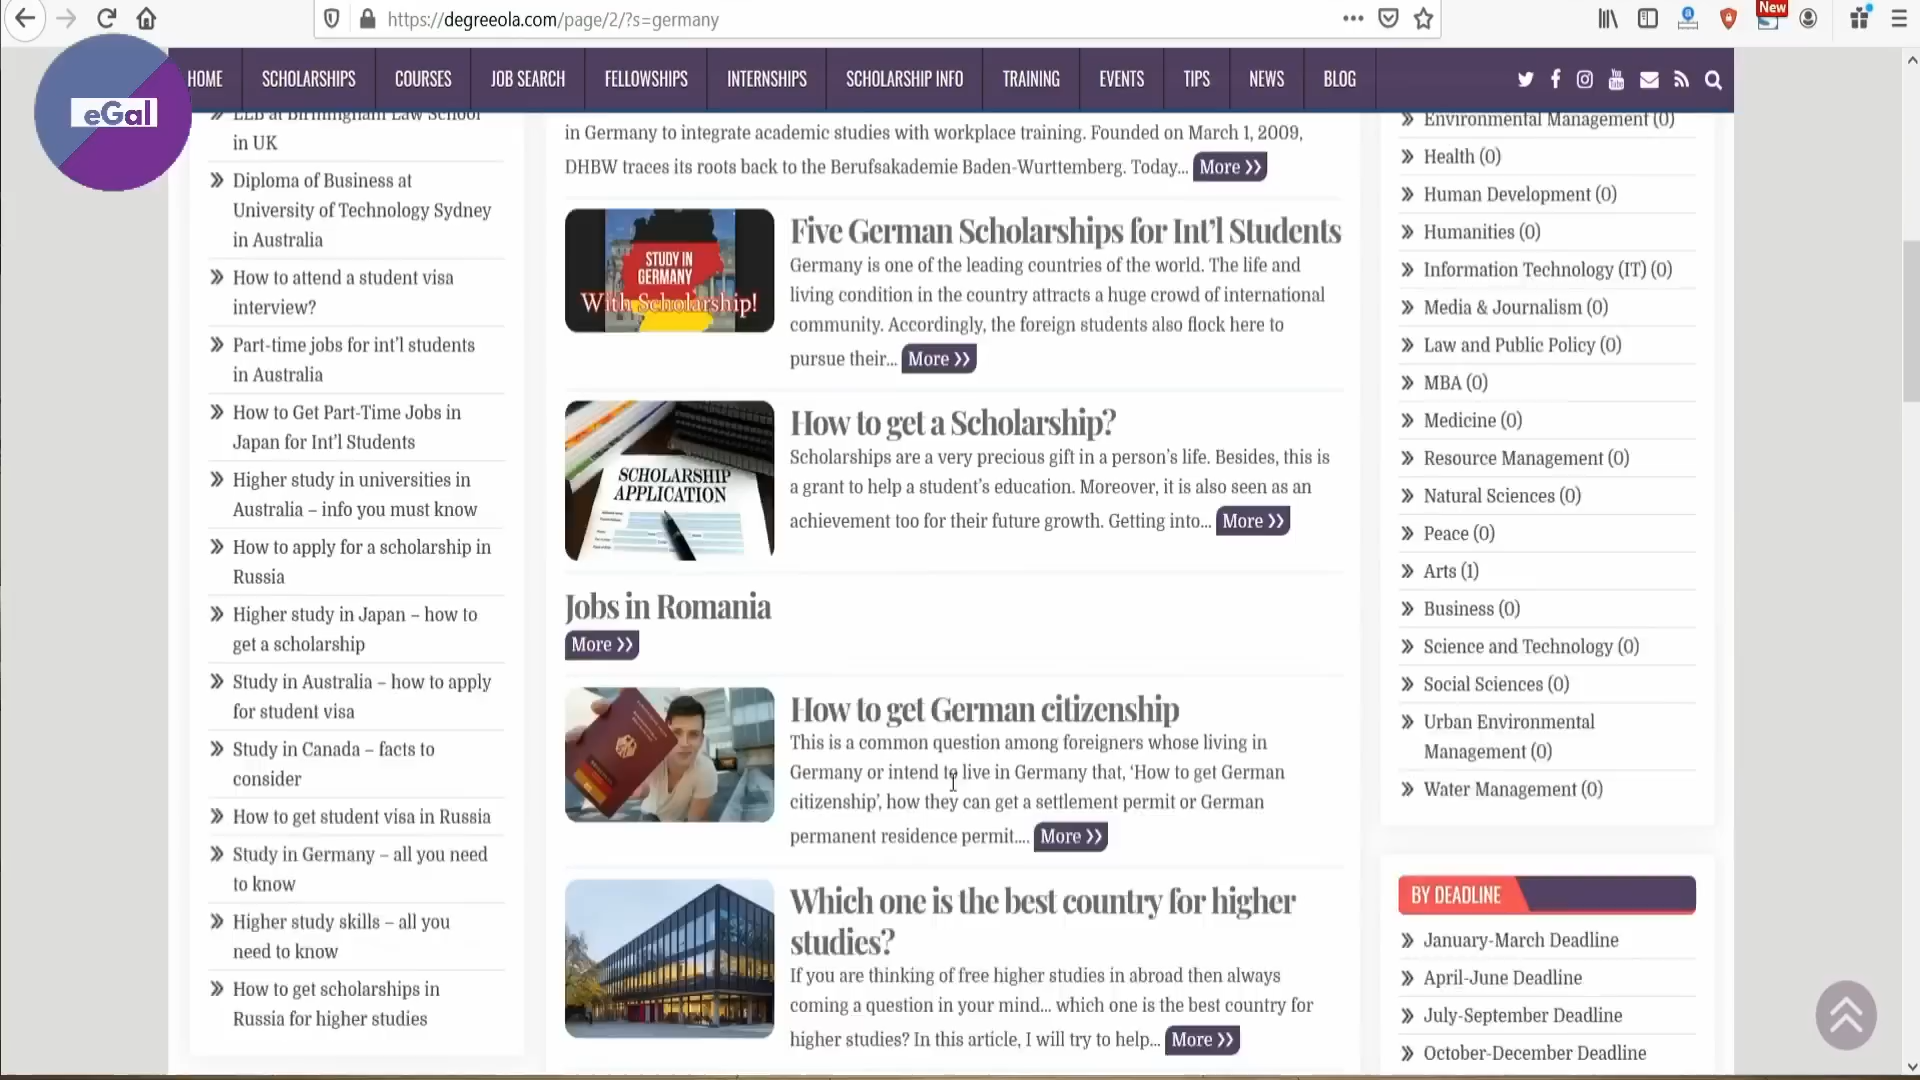 https://degreeola.com/page/2/?s=germany
New
eGal
HOME
SCHOLARSHIPS
COURSES
JOB SEARCH
FELLOWSHIPS
INTERNSHIPS
SCHOLARSHIP INFO
TRAINING
EVENTS
TIPS
NEWS
BLOG
LLB at Birmingham Law School
in UK
Diploma of Business at
University of Technology Sydney
in Australia
How to attend a student visa
interview?
Part-time jobs for int’l students
in Australia
How to Get Part-Time Jobs in
Japan for Int’l Students
Higher study in universities in
Australia – info you must know
How to apply for a scholarship in
Russia
Higher study in Japan – how to
get a scholarship
Study in Australia – how to apply
for student visa
Study in Canada – facts to
consider
How to get student visa in Russia
Study in Germany – all you need
to know
Higher study skills – all you
need to know
How to get scholarships in
Russia for higher studies
in Germany to integrate academic studies with workplace training. Founded on March 1, 2009,
DHBW traces its roots back to the Berufsakademie Baden-Wurttemberg. Today... More
STUDY IN
GERMANY
With Scholarship!
Five German Scholarships for Int’l Students
Germany is one of the leading countries of the world. The life and
living condition in the country attracts a huge crowd of international
community. Accordingly, the foreign students also flock here to
pursue their... More
SCHOLARSHIP
APPLICATION
How to get a Scholarship?
Scholarships are a very precious gift in a person’s life. Besides, this is
a grant to help a student’s education. Moreover, it is also seen as an
achievement too for their future growth. Getting into... More
Jobs in Romania
More
How to get German citizenship
This is a common question among foreigners whose living in
Germany or intend to live in Germany that, ‘How to get German
citizenship’, how they can get a settlement permit or German
permanent residence permit.... More
Which one is the best country for higher
studies?
If you are thinking of free higher studies in abroad then always
coming a question in your mind... which one is the best country for
higher studies? In this article, I will try to help... More
Environmental Management (0)
Health (0)
Human Development (0)
Humanities (0)
Information Technology (IT) (0)
Media & Journalism (0)
Law and Public Policy (0)
MBA (0)
Medicine (0)
Resource Management (0)
Natural Sciences (0)
Peace (0)
Arts (1)
Business (0)
Science and Technology (0)
Social Sciences (0)
Urban Environmental
Management (0)
Water Management (0)
BY DEADLINE
January-March Deadline
April-June Deadline
July-September Deadline
October-December Deadline